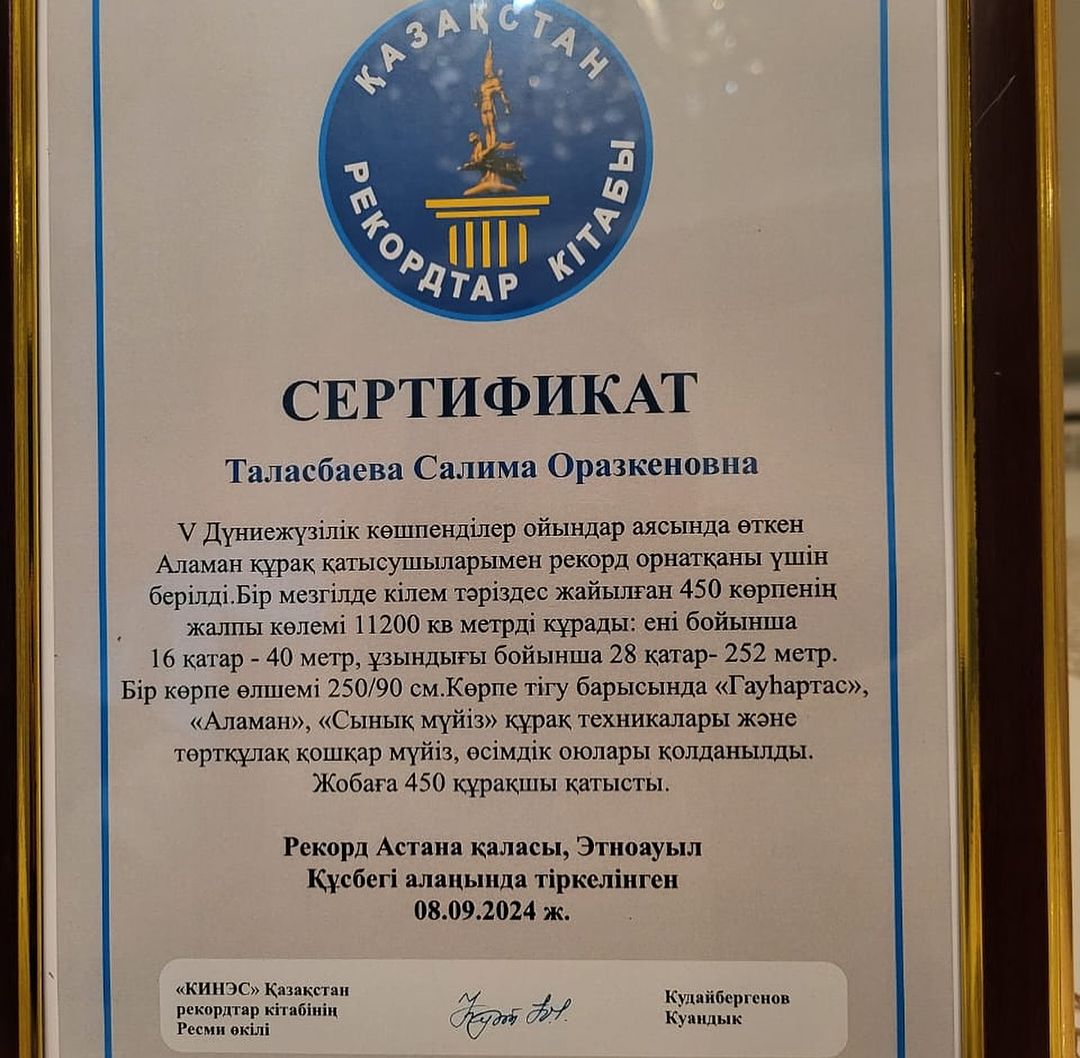 ҚАЗАҚСТАН
РЕКОРДТАР КІТАБЫ
СЕРТИФИКАТ
Таласбаева Салима Оразкеновна
V Дүниежүзілік көшпенділер ойындар аясында өткен
Аламан құрақ қатысушыларымен рекорд орнатқаны үшін
берілді.Бір мезгілде кілем тәріздес жайылған 450 көрпенің
жалпы көлемі 11200 кв метрді құрады: ені бойынша
16 қатар - 40 метр, ұзындығы бойынша 28 қатар- 252 метр.
Бір көрпе өлшемі 250/90 см.Көрпе тігу барысында «Гауһартас»,
«Аламан», «Сынық мүйіз» құрақ техникалары және
төртқұлақ қошқар мүйіз, өсімдік оюлары қолданылды.
Жобаға 450 құрақшы қатысты.
Рекорд Астана қаласы, Этноауыл
Құсбегі алаңында тіркелінген
08.09.2024 ж.
«КИНЭС» Қазақстан
рекордтар кітабінің
Ресми өкілі
Кудайбергенов
Куандык